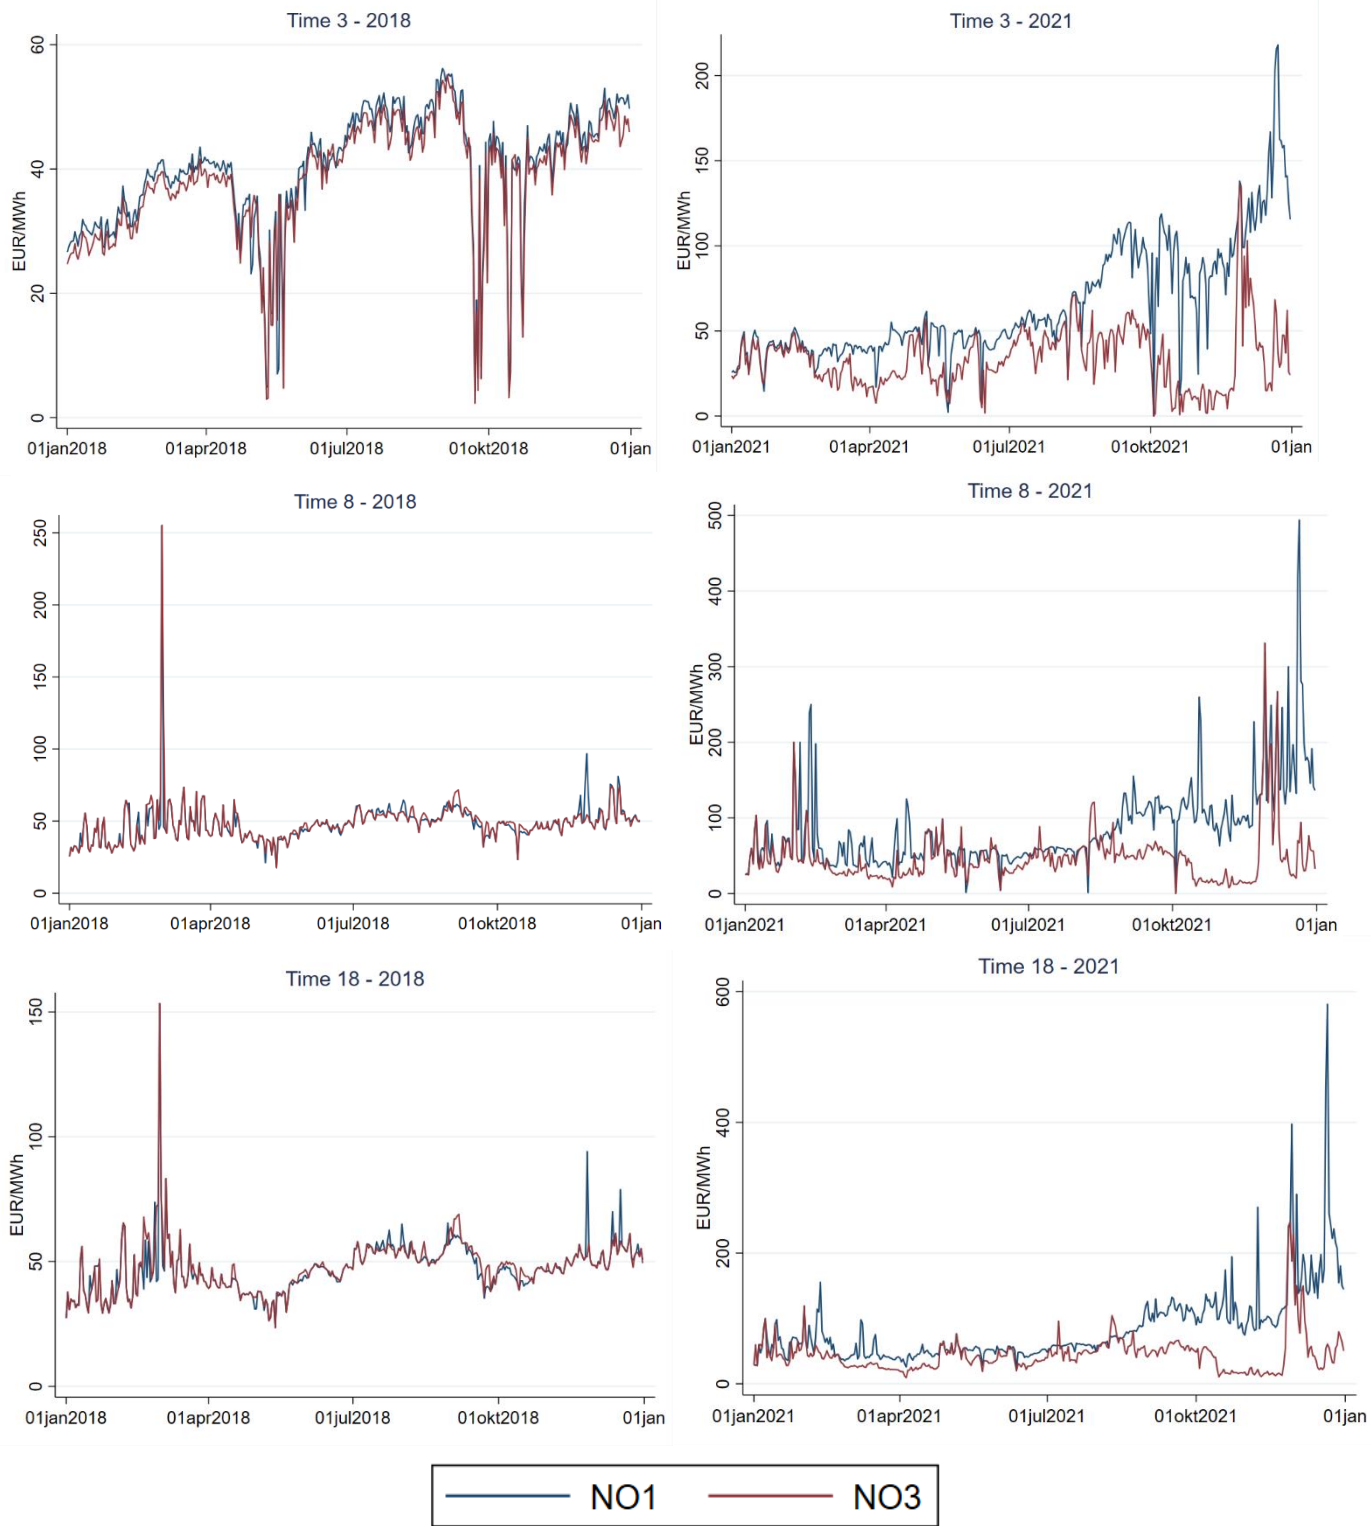 Time 3 - 2018
EUR/MWh
60
40
20
0
01jan2018 01apr2018 01jul2018 01okt2018 01jan
Time 3 - 2021
EUR/MWh
200
150
100
50
0
01jan2021 01apr2021 01jul2021 01okt2021 01jan
Time 8 - 2018
250
200
150
100
50
0
01jan2018 01apr2018 01jul2018 01okt2018 01jan
Time 8 - 2021
EUR/MWh
500
400
300
200
100
0
01jan2021 01apr2021 01jul2021 01okt2021 01jan
Time 18 - 2018
EUR/MWh
150
100
50
0
01jan2018 01apr2018 01jul2018 01okt2018 01jan
Time 18 - 2021
EUR/MWh
600
400
200
0
01jan2021 01apr2021 01jul2021 01okt2021 01jan
NO1 NO3